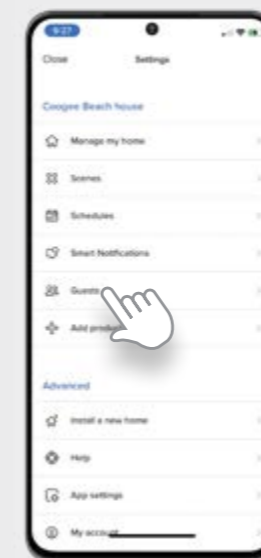 9:27
Close Settings
Coogee Beach house
Manage my home
Scenes
Schedules
Smart Notifications
Guests
Add product
Advanced
Install a new home
Help
App settings
My account